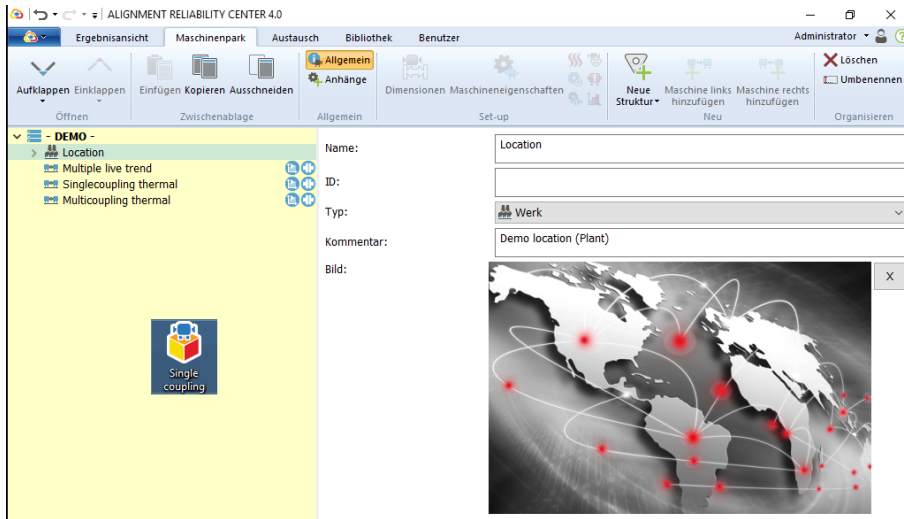 ALIGNMENT RELIABILITY CENTER 4.0
Ergebnisansicht Maschinenpark Austausch Bibliothek Benutzer Administrator
Aufklappen Einklappen Einfügen Kopieren Ausschneiden Allgemein Anhänge Dimensionen Maschineneigenschaften Neue Struktur Maschine links hinzufügen Maschine rechts hinzufügen Löschen Umbenennen
Öffnen Zwischenablage Allgemein Set-up Neu Organisieren
- DEMO -
Location
Multiple live trend
Singlecoupling thermal
Multicoupling thermal
Single
coupling
Name: Location
ID:
Typ: Werk
Kommentar: Demo location (Plant)
Bild: X